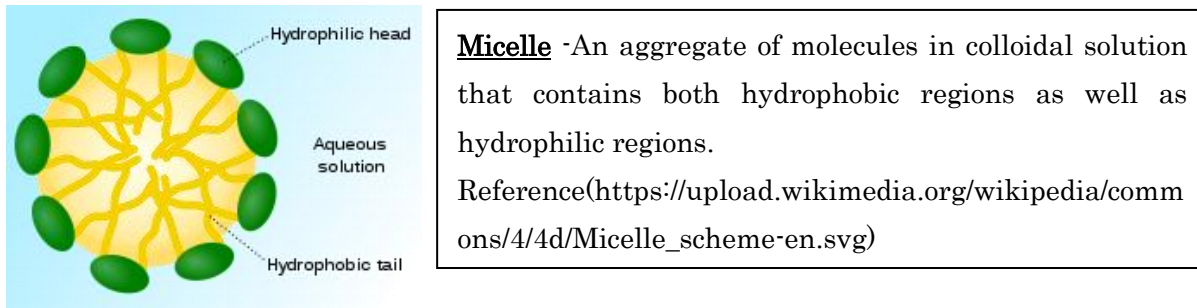 Hydrophilic head
Aqueous
solution
Hydrophobic tail
Micelle -An aggregate of molecules in colloidal solution
that contains both hydrophobic regions as well as
hydrophilic regions.
Reference(https://upload.wikimedia.org/wikipedia/comm
ons/4/4d/Micelle_scheme-en.svg)